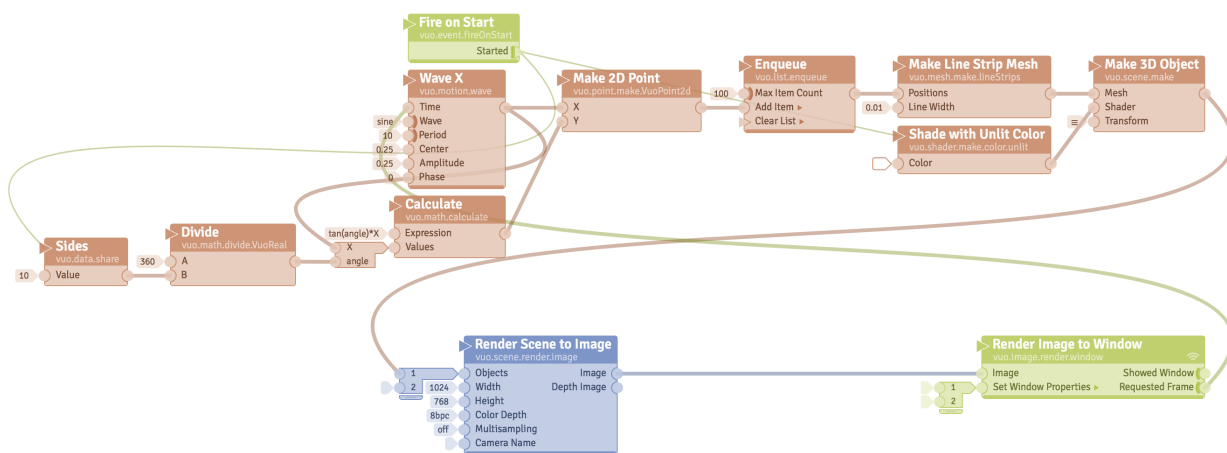 Fire on Start
vuo.event.fireOnStart
Started
Wave X
vuo.motion.wave
Time
sine Wave
10 Period
0.25 Center
0.25 Amplitude
0 Phase
Make 2D Point
vuo.point.make.VuoPoint2d
X
Y
Enqueue
vuo.list.enqueue
100 Max Item Count
Add Item
Clear List
Make Line Strip Mesh
vuo.mesh.make.lineStrips
Positions
0.01 Line Width
Shade with Unlit Color
vuo.shader.make.color.unlit
Color
Make 3D Object
vuo.scene.make
Mesh
Shader
= Transform
Calculate
vuo.math.calculate
tan(angle)*X Expression
X Values
angle
Sides
vuo.data.share
10 Value
Divide
vuo.math.divide.VuoReal
360 A
B
Render Scene to Image
vuo.scene.render.image
1 Objects Image
2 1024 Width Depth Image
768 Height
8bpc Color Depth
off Multisampling
Camera Name
Render Image to Window
vuo.image.render.window
Image Showed Window
1 Set Window Properties Requested Frame
2